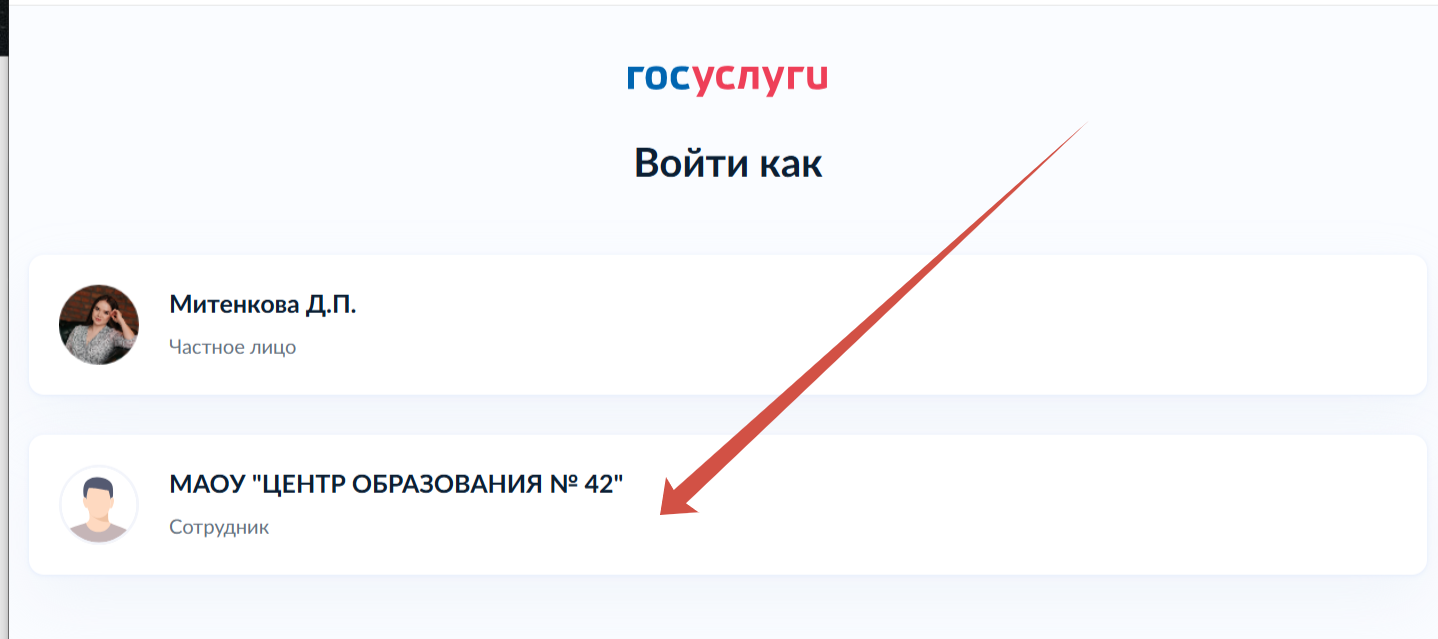 госуслуги
Войти как
Митенкова Д.П.
Частное лицо
МАОУ "ЦЕНТР ОБРАЗОВАНИЯ № 42"
Сотрудник